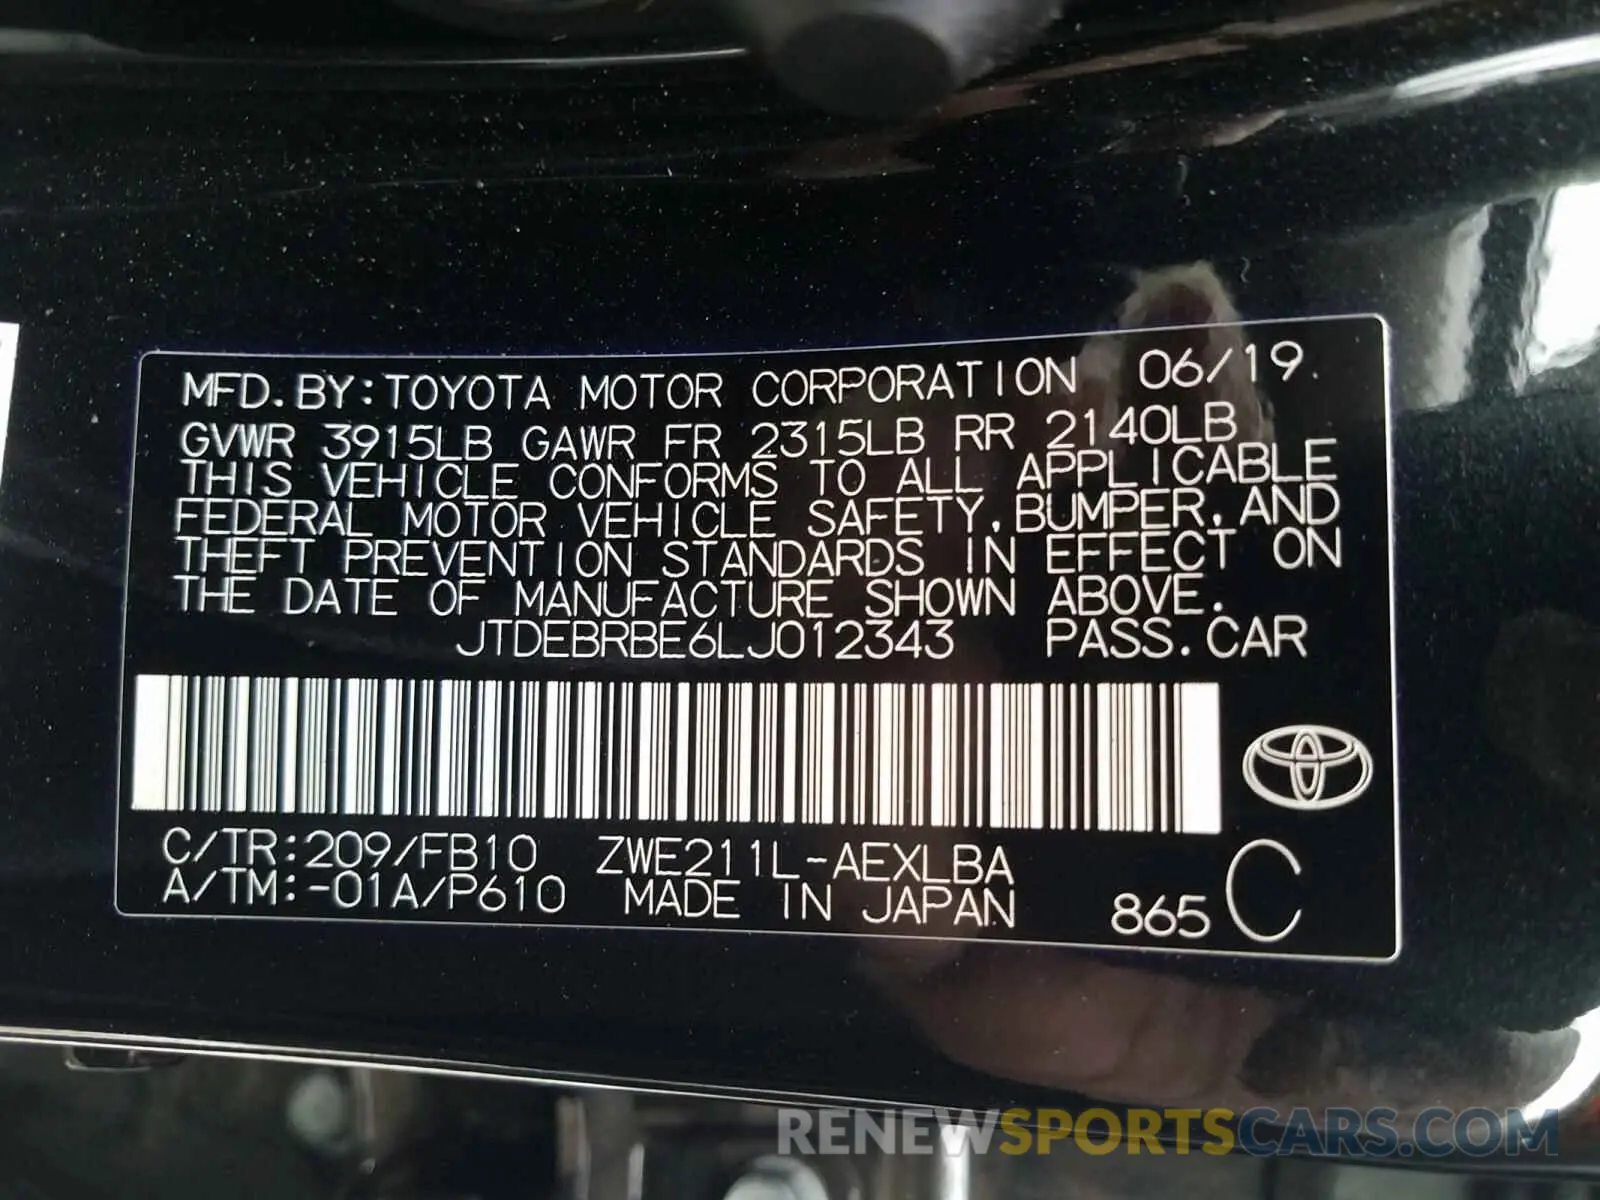 MFD. BY: TOYOTA MOTOR CORPORATION 06/19
GVWR 3915LB GAWR FR 2315LB RR 2140LB
THIS VEHICLE CONFORMS TO ALL APPLICABLE
FEDERAL MOTOR VEHICLE SAFETY, BUMPER, AND
THEFT PREVENTION STANDARDS IN EFFECT ON
THE DATE OF MANUFACTURE SHOWN ABOVE.
JTDEBRBE6LJ012343 PASS. CAR
C/TR: 209/FB10 ZWE211L-AEXLBA
A/TM: -01A/P610 MADE IN JAPAN 865 C
RENEWSPORTSCARS.COM